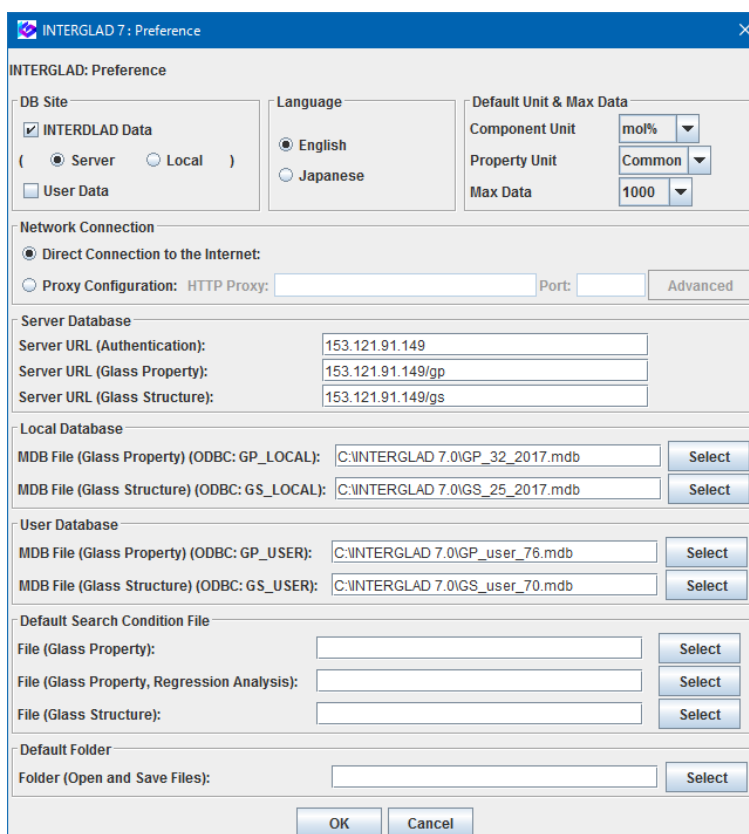 INTERGLAD 7 : Preference
INTERGLAD: Preference
DB Site
INTERDLAD Data
( Server Local )
User Data
Language
English
Japanese
Default Unit & Max Data
Component Unit mol%
Property Unit Common
Max Data 1000
Network Connection
Direct Connection to the Internet:
Proxy Configuration: HTTP Proxy: Port: Advanced
Server Database
Server URL (Authentication): 153.121.91.149
Server URL (Glass Property): 153.121.91.149/gp
Server URL (Glass Structure): 153.121.91.149/gs
Local Database
MDB File (Glass Property) (ODBC: GP_LOCAL): C:\INTERGLAD 7.0\GP_32_2017.mdb Select
MDB File (Glass Structure) (ODBC: GS_LOCAL): C:\INTERGLAD 7.0\GS_25_2017.mdb Select
User Database
MDB File (Glass Property) (ODBC: GP_USER): C:\INTERGLAD 7.0\GP_user_76.mdb Select
MDB File (Glass Structure) (ODBC: GS_USER): C:\INTERGLAD 7.0\GS_user_70.mdb Select
Default Search Condition File
File (Glass Property): Select
File (Glass Property, Regression Analysis): Select
File (Glass Structure): Select
Default Folder
Folder (Open and Save Files): Select
OK Cancel